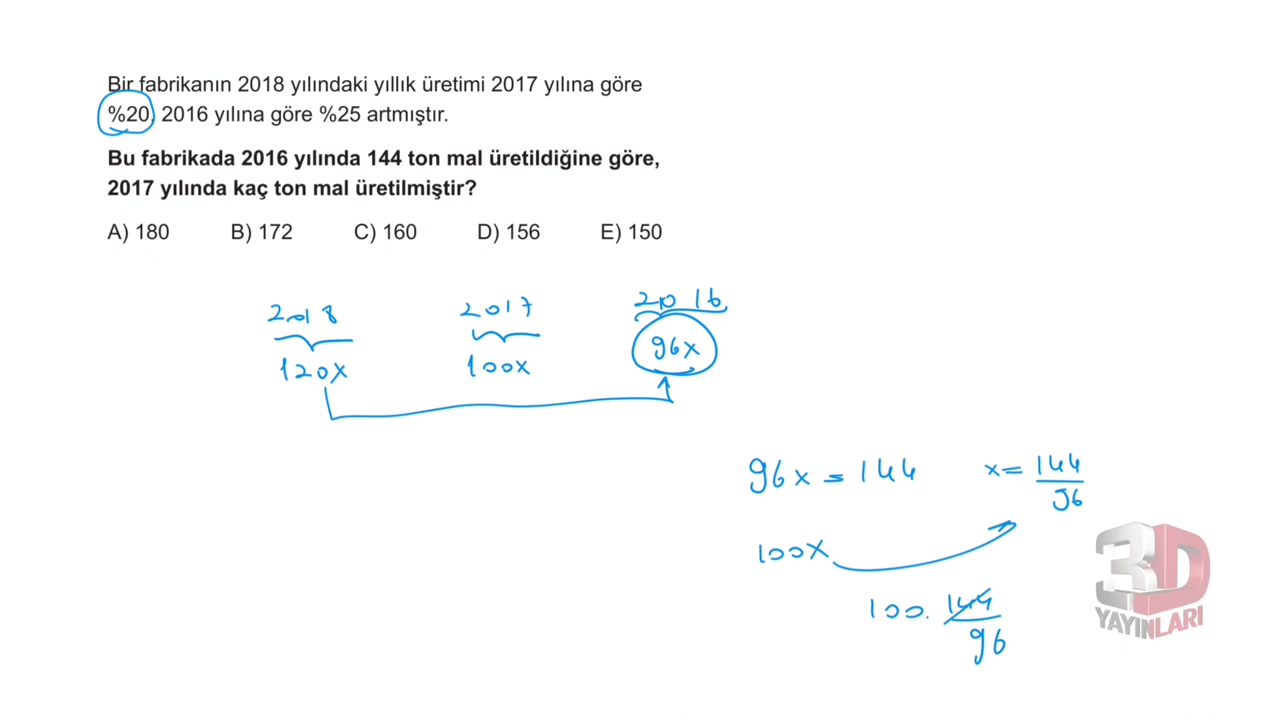 Bir fabrikanın 2018 yılındaki yıllık üretimi 2017 yılına göre
%20, 2016 yılına göre %25 artmıştır.
Bu fabrikada 2016 yılında 144 ton mal üretildiğine göre,
2017 yılında kaç ton mal üretilmiştir?
A) 180 B) 172 C) 160 D) 156 E) 150
2018 2017 2016
120x 100x 96x
96x = 144 x = 144/96
100x
100. 144/96
3D
YAYINLARI